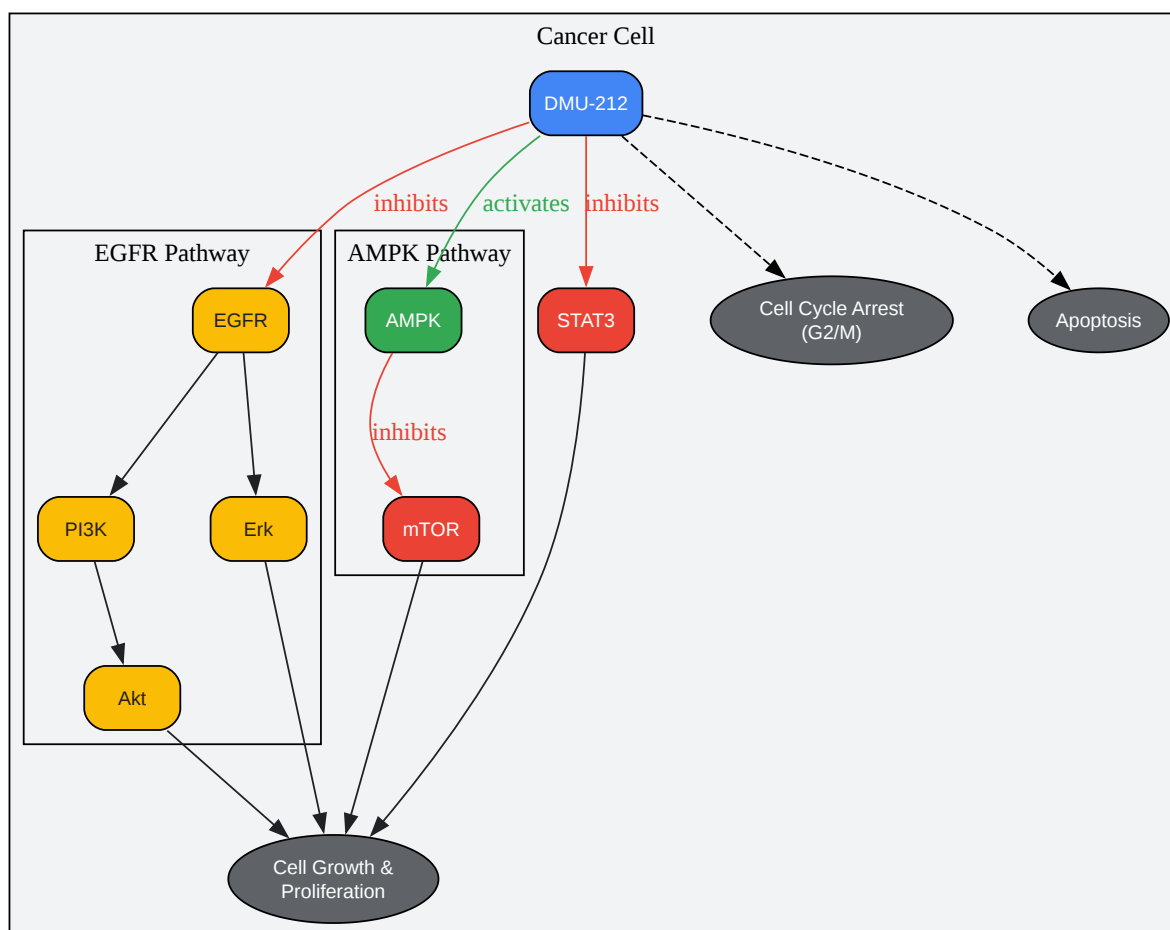 Cancer Cell
DMU-212
inhibits
activates
inhibits
EGFR Pathway
AMPK Pathway
EGFR
AMPK
STAT3
Cell Cycle Arrest
(G2/M)
Apoptosis
inhibits
PI3K
Erk
mTOR
Akt
Cell Growth &
Proliferation